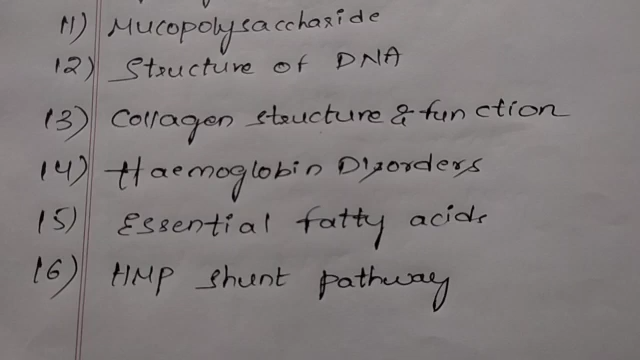 11) Mucopolysaccharide
12) Structure of DNA
13) Collagen structure & function
14) Haemoglobin Disorders
15) Essential fatty acids
16) HMP shunt pathway